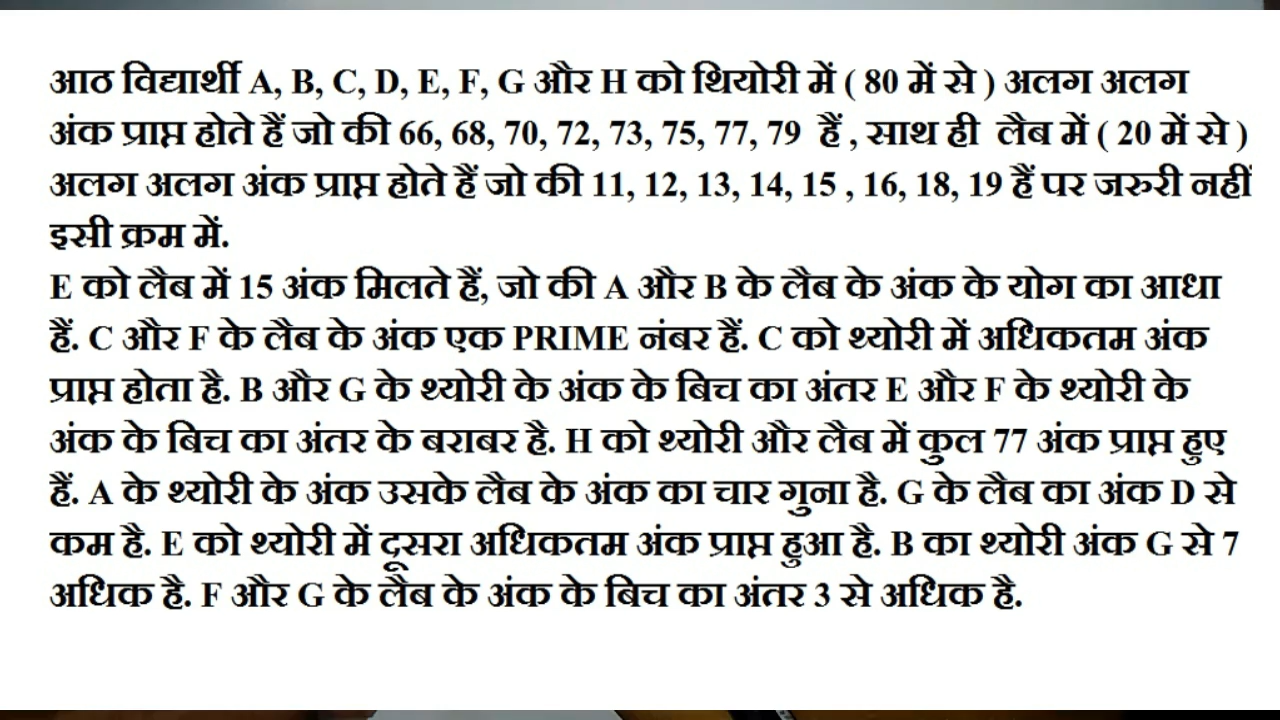 आठ विद्यार्थी A, B, C, D, E, F, G और H को थियोरी में ( 80 में से ) अलग अलग
अंक प्राप्त होते हैं जो की 66, 68, 70, 72, 73, 75, 77, 79 हैं , साथ ही लैब में ( 20 में से )
अलग अलग अंक प्राप्त होते हैं जो की 11, 12, 13, 14, 15 , 16, 18, 19 हैं पर जरुरी नहीं
इसी क्रम में.
E को लैब में 15 अंक मिलते हैं, जो की A और B के लैब के अंक के योग का आधा
हैं. C और F के लैब के अंक एक PRIME नंबर हैं. C को थ्योरी में अधिकतम अंक
प्राप्त होता है. B और G के थ्योरी के अंक के बिच का अंतर E और F के थ्योरी के
अंक के बिच का अंतर के बराबर है. H को थ्योरी और लैब में कुल 77 अंक प्राप्त हुए
हैं. A के थ्योरी के अंक उसके लैब के अंक का चार गुना है. G के लैब का अंक D से
कम है. E को थ्योरी में दूसरा अधिकतम अंक प्राप्त हुआ है. B का थ्योरी अंक G से 7
अधिक है. F और G के लैब के अंक के बिच का अंतर 3 से अधिक है.